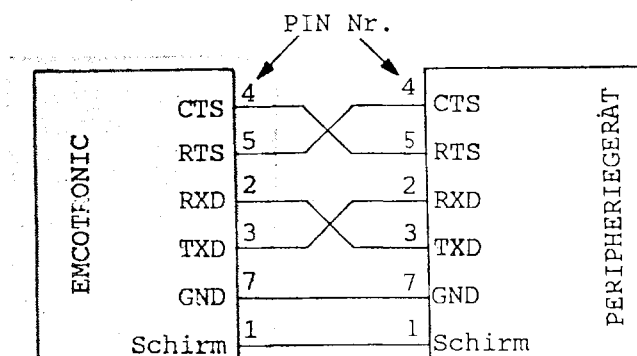 PIN Nr.
CTS 4 4 CTS
RTS 5 5 RTS
RXD 2 2 RXD
TXD 3 3 TXD
GND 7 7 GND
Schirm 1 1 Schirm
EMCOTRONIC
PERIPHERIEGERÄT